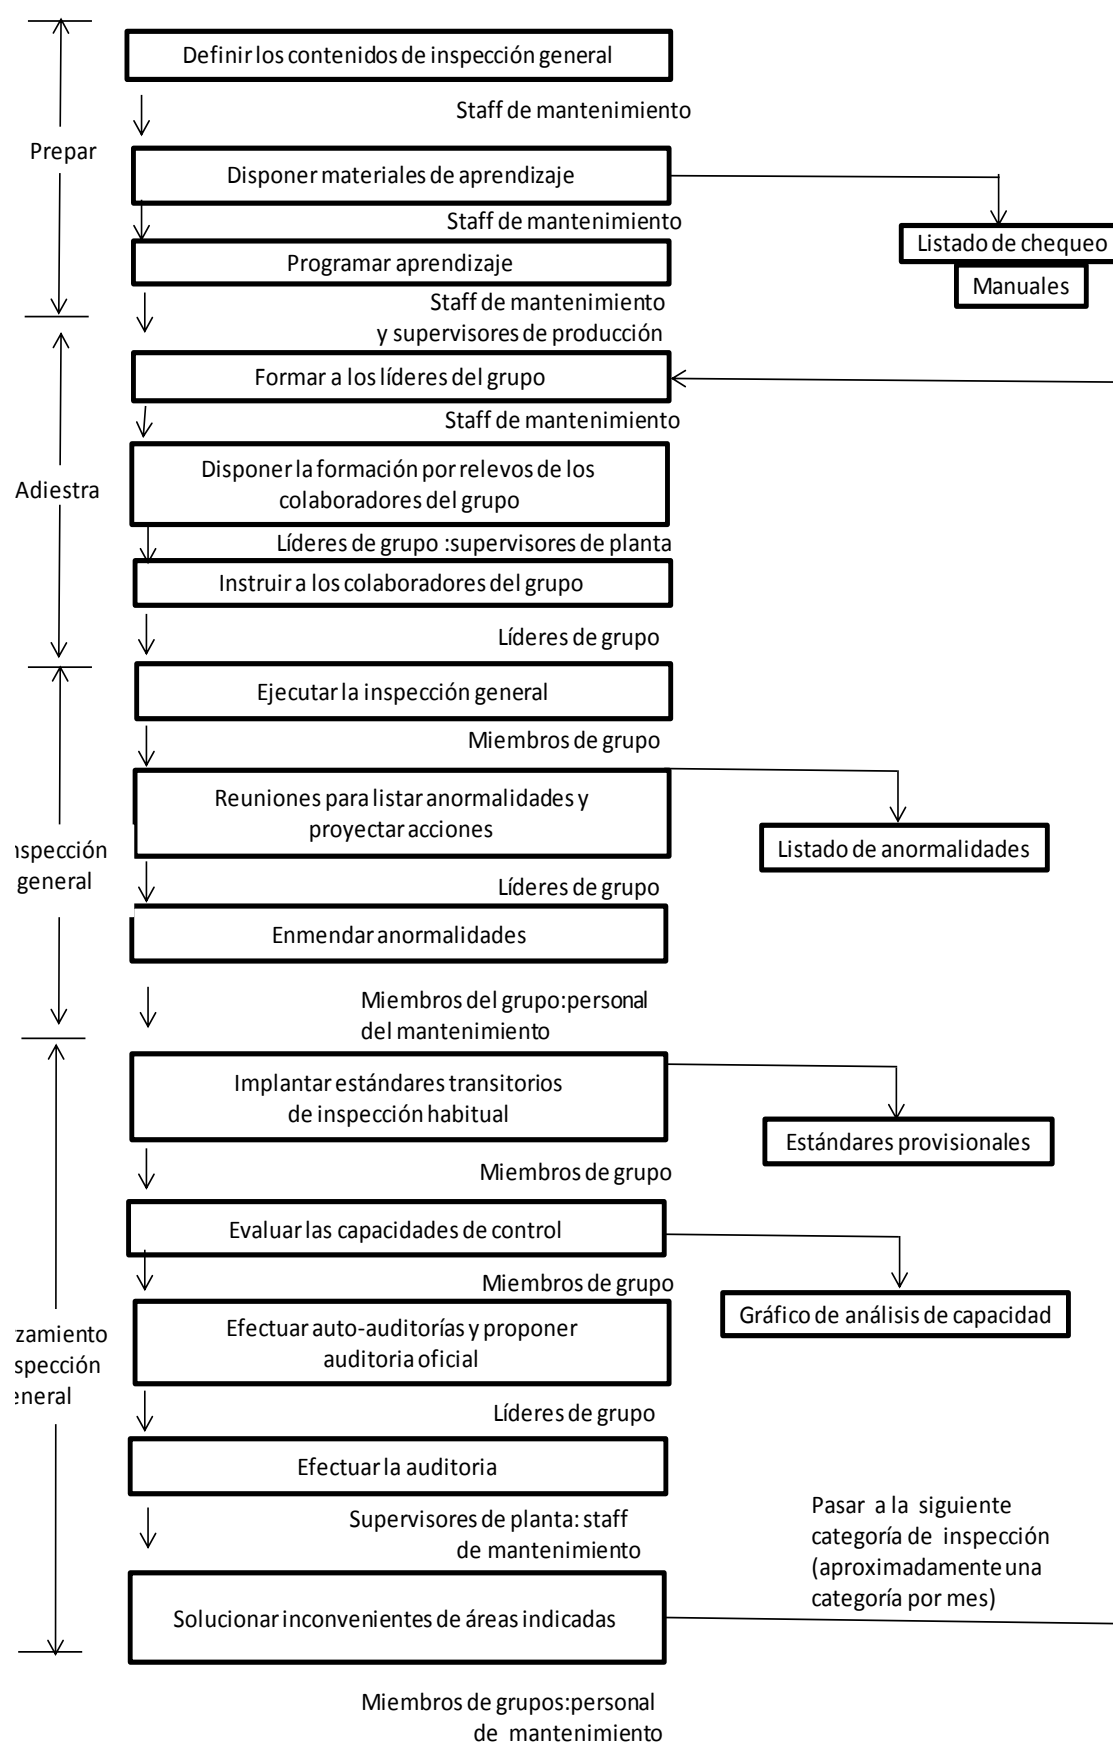 Definir los contenidos de inspección general
Staff de mantenimiento
Prepar
Disponer materiales de aprendizaje
Staff de mantenimiento
Listado de chequeo
Programar aprendizaje
Manuales
Staff de mantenimiento
y supervisores de producción
Formar a los líderes del grupo
Staff de mantenimiento
Disponer la formación por relevos de los
colaboradores del grupo
Adiestra
Líderes de grupo :supervisores de planta
Instruir a los colaboradores del grupo
Líderes de grupo
Ejecutar la inspección general
Miembros de grupo
Reuniones para listar anormalidades y
proyectar acciones
Listado de anormalidades
nspección
general
Líderes de grupo
Enmendar anormalidades
Miembros del grupo:personal
del mantenimiento
Implantar estándares transitorios
de inspección habitual
Estándares provisionales
Miembros de grupo
Evaluar las capacidades de control
Miembros de grupo
Gráfico de análisis de capacidad
Efectuar auto-auditorías y proponer
auditoria oficial
zamiento
spección
eneral
Líderes de grupo
Efectuar la auditoria
Supervisores de planta: staff
de mantenimiento
Pasar a la siguiente
categoría de inspección
(aproximadamente una
categoría por mes)
Solucionar inconvenientes de áreas indicadas
Miembros de grupos:personal
de mantenimiento